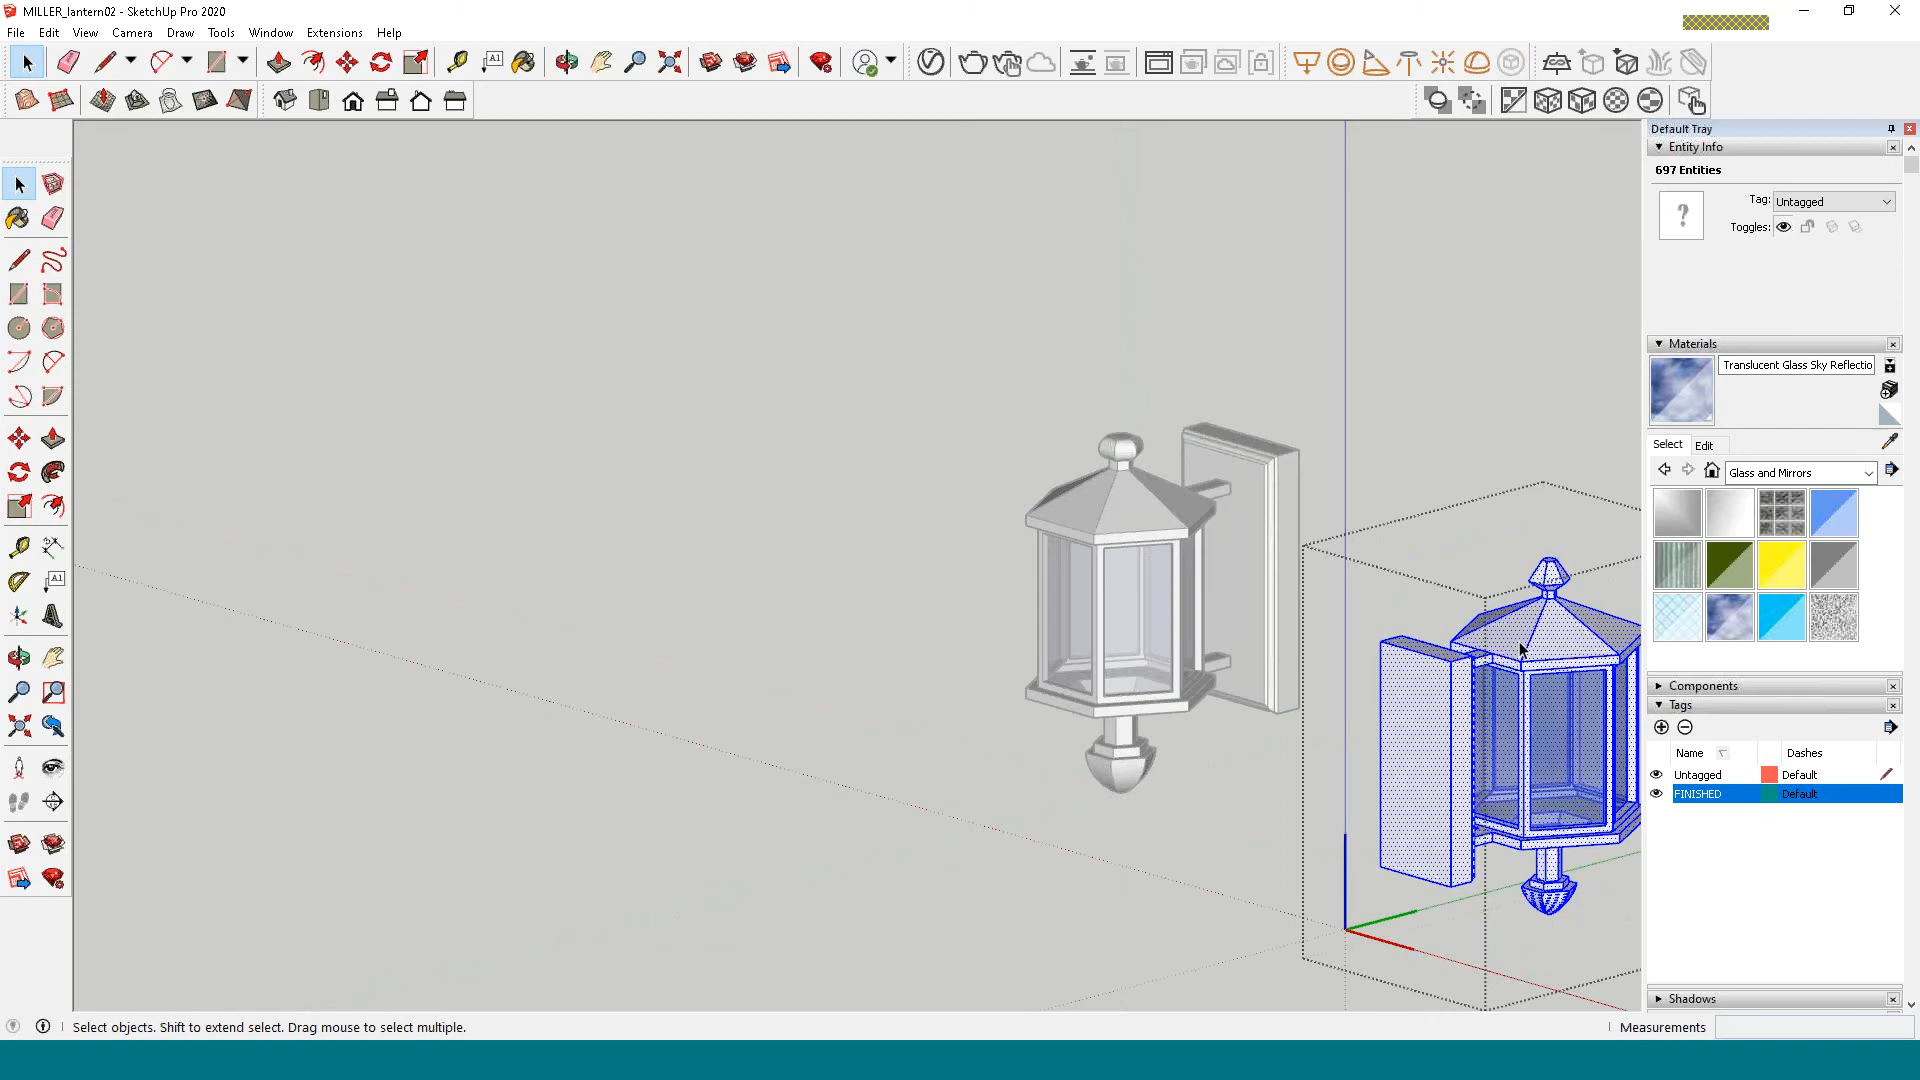 MILLER_lantern02 - SketchUp Pro 2020
File Edit View Camera Draw Tools Window Extensions Help
A1
Default Tray
Entity Info
697 Entities
Tag: Untagged
?
Toggles:
Materials
Translucent Glass Sky Reflectio
Select Edit
Glass and Mirrors
A1
Components
Tags
Name Dashes
Untagged Default
FINISHED Default
Shadows
Select objects. Shift to extend select. Drag mouse to select multiple.
Measurements